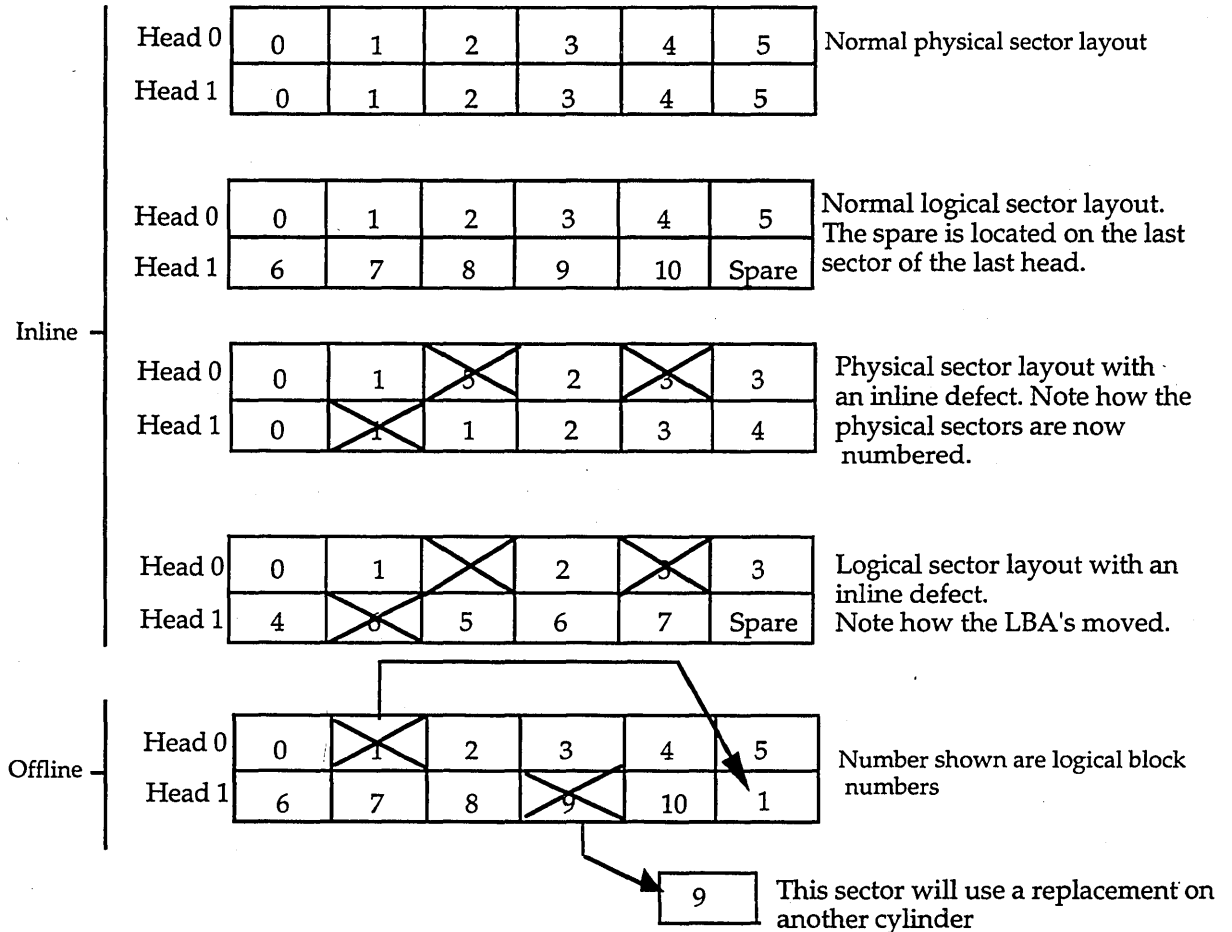 Inline
Head 0 0 1 2 3 4 5 Normal physical sector layout
Head 1 0 1 2 3 4 5
Head 0 0 1 2 3 4 5 Normal logical sector layout.
The spare is located on the last
Head 1 6 7 8 9 10 Spare sector of the last head.
Head 0 0 1 2 3 3 Physical sector layout with
an inline defect. Note how the
Head 1 0 1 1 2 3 4 physical sectors are now
numbered.
Head 0 0 1 2 3 Logical sector layout with an
inline defect.
Head 1 4 6 5 6 7 Spare Note how the LBA's moved.
Offline
Head 0 0 1 2 3 4 5 Number shown are logical block
Head 1 6 7 8 9 10 1 numbers
9 This sector will use a replacement on
another cylinder